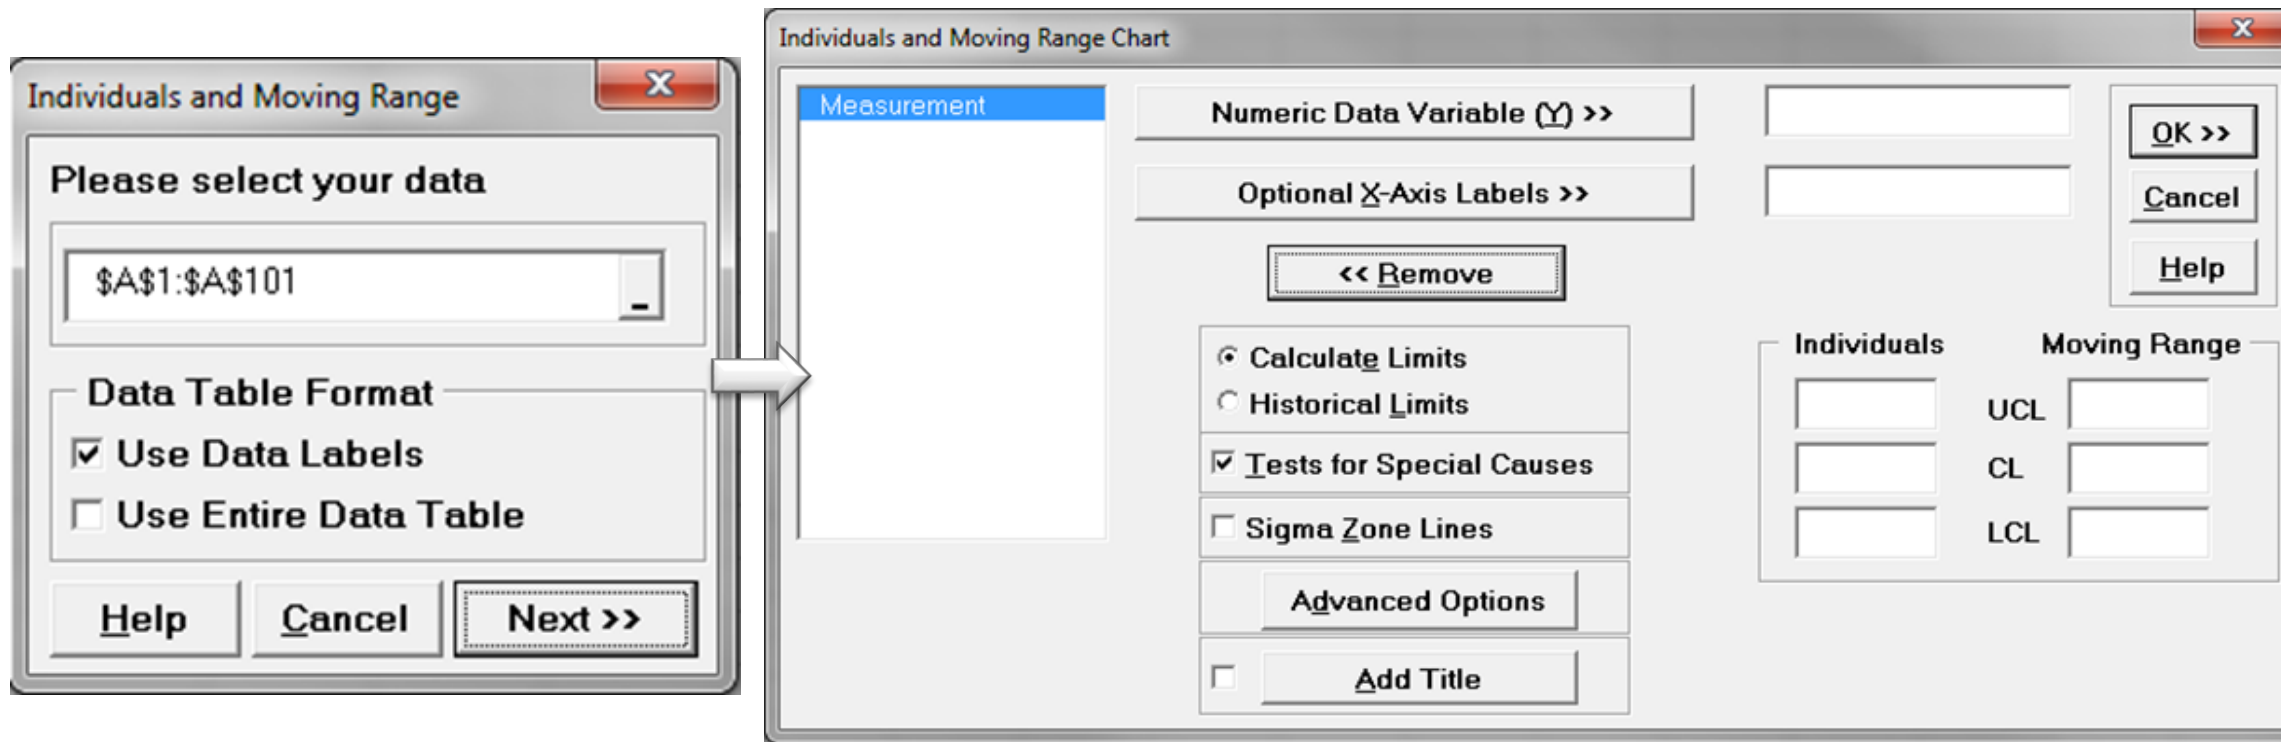 Individuals and Moving Range
Please select your data
$A$1:$A$101
Data Table Format
Use Data Labels
Use Entire Data Table
Help Cancel Next >>
Individuals and Moving Range Chart
Measurement
Numeric Data Variable (Y) >>
Optional X-Axis Labels >>
<< Remove
OK >>
Cancel
Help
Calculate Limits
Historical Limits
Tests for Special Causes
Sigma Zone Lines
Advanced Options
Add Title
Individuals Moving Range
UCL
CL
LCL